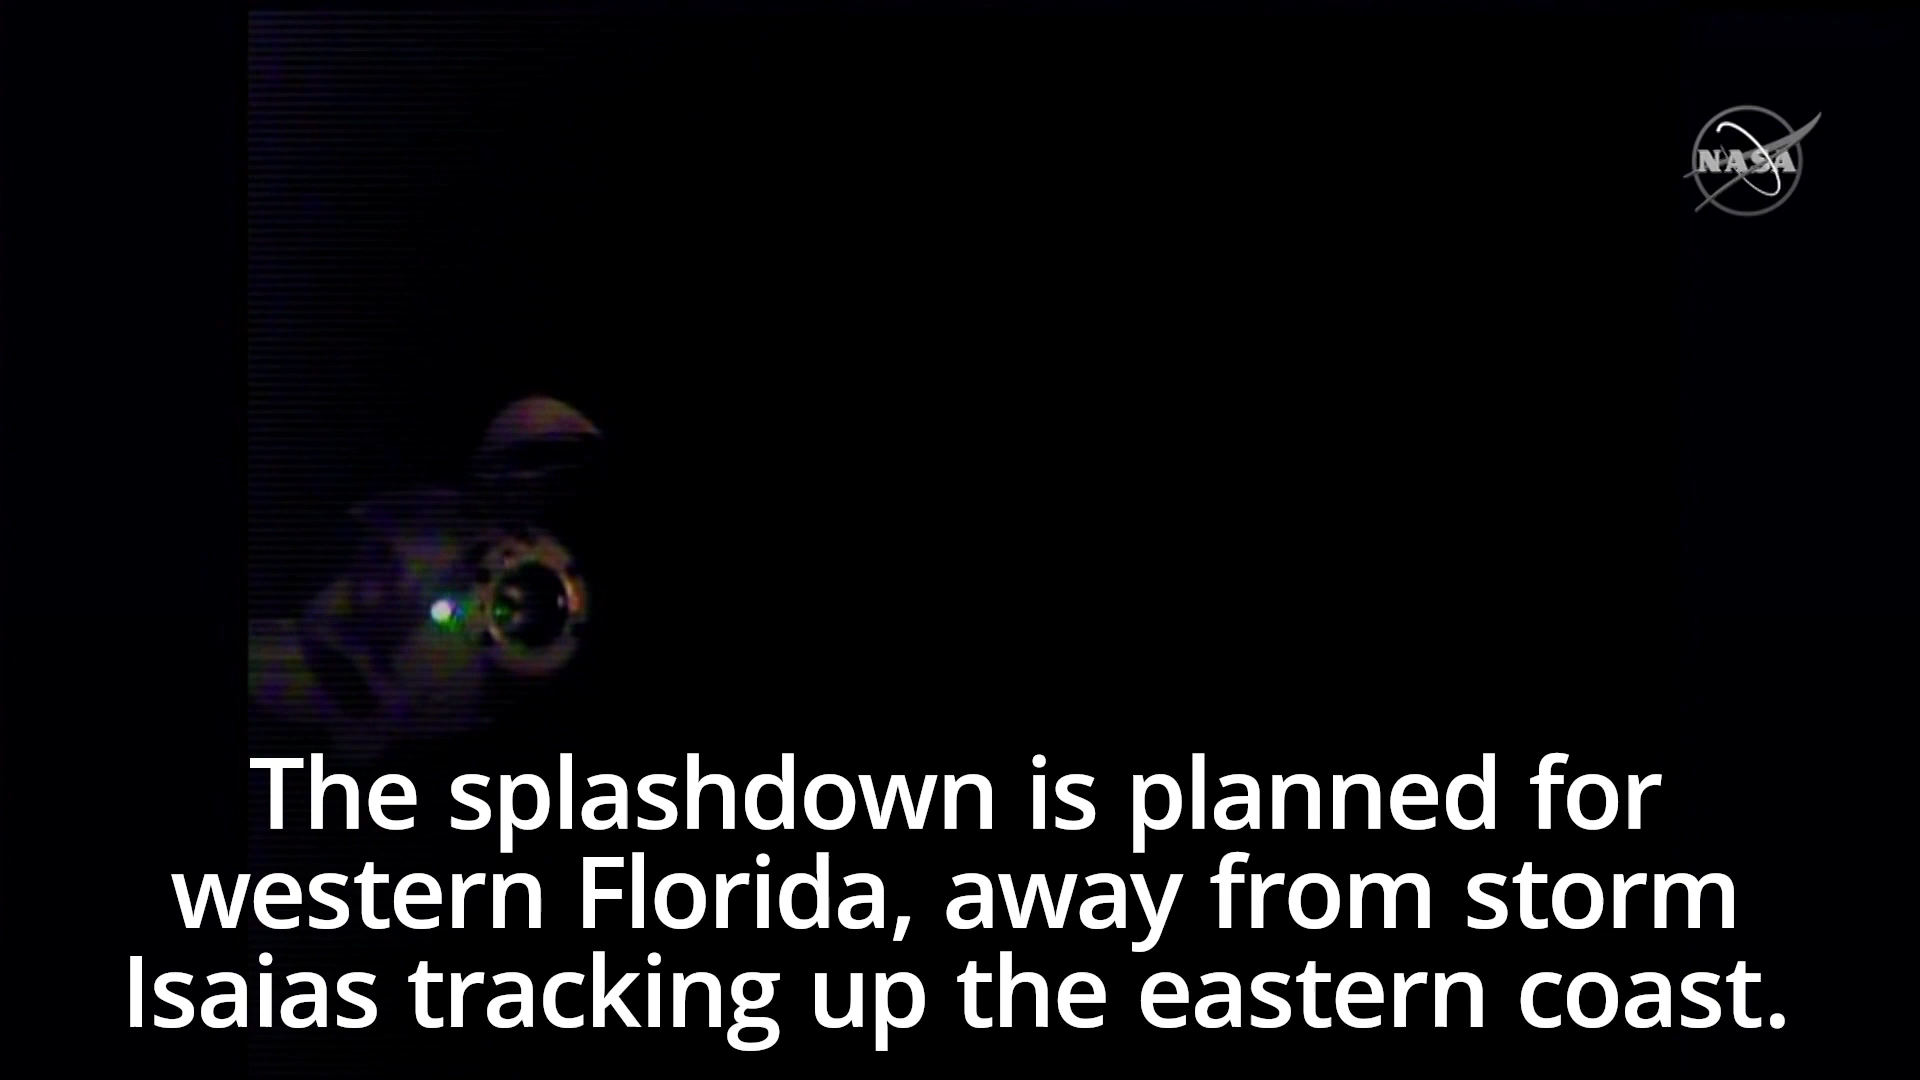 NASA
The splashdown is planned for
western Florida, away from storm
Isaias tracking up the eastern coast.